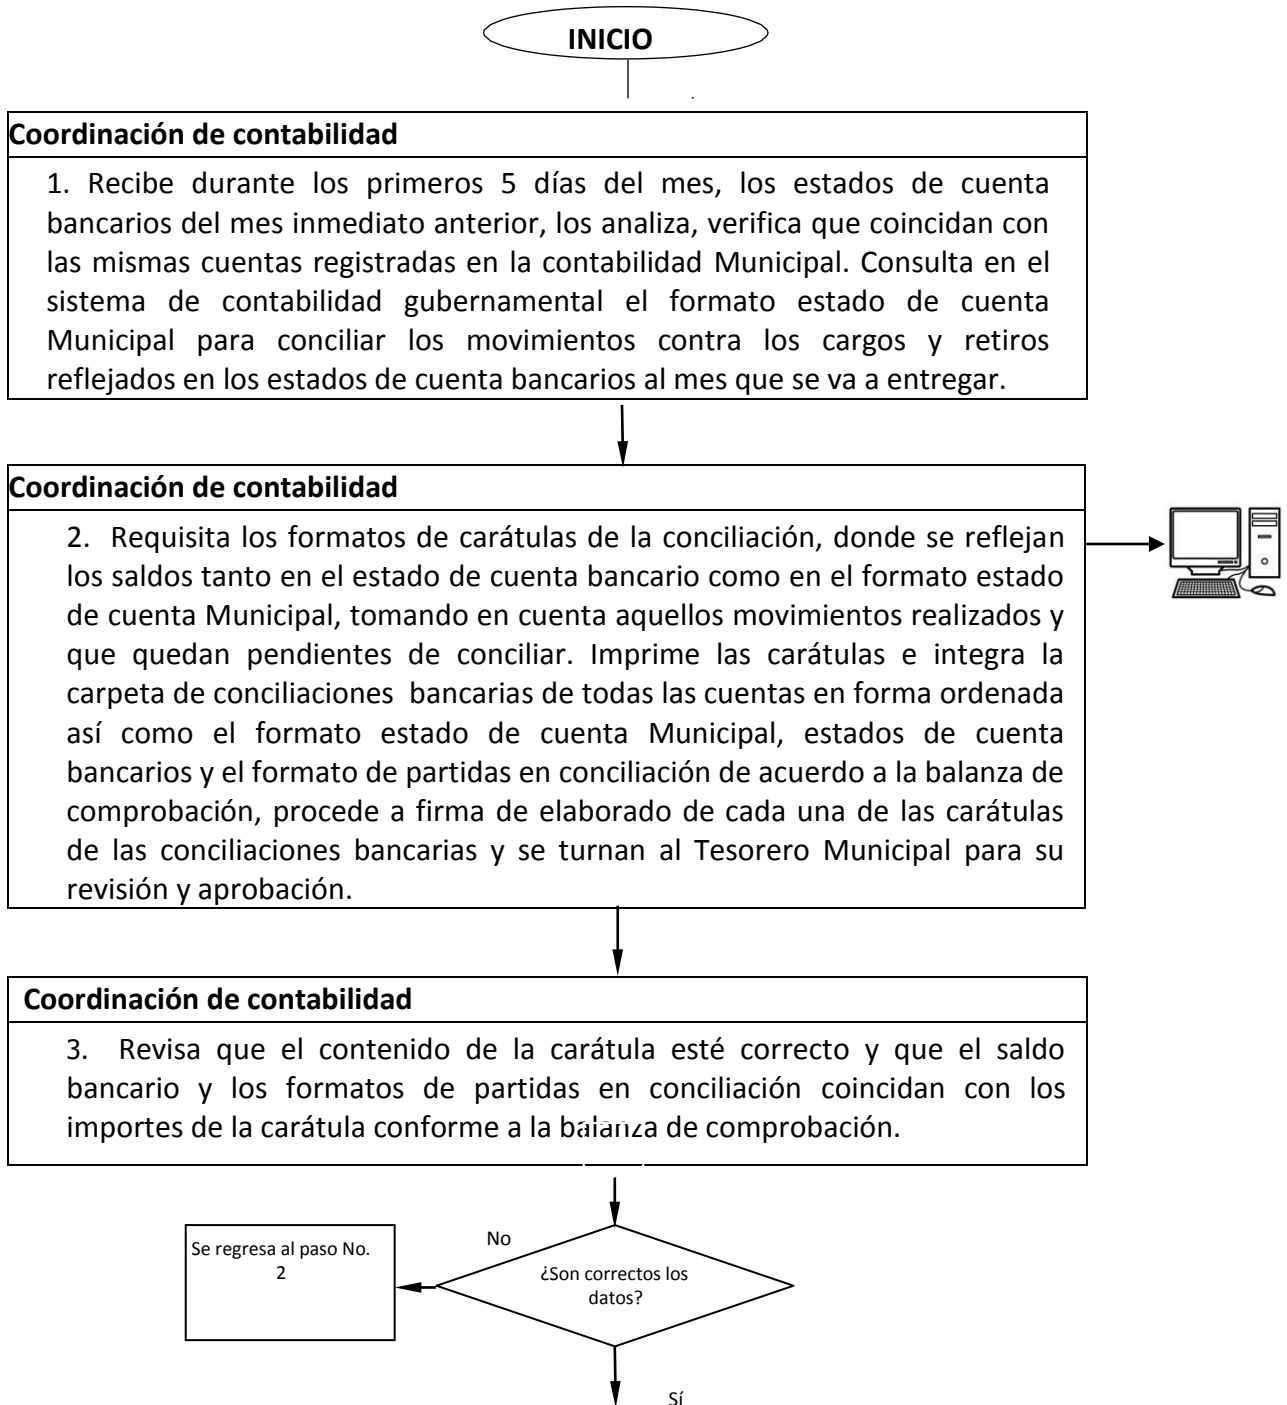 INICIO
Coordinación de contabilidad
1. Recibe durante los primeros 5 días del mes, los estados de cuenta
bancarios del mes inmediato anterior, los analiza, verifica que coincidan con
las mismas cuentas registradas en la contabilidad Municipal. Consulta en el
sistema de contabilidad gubernamental el formato estado de cuenta
Municipal para conciliar los movimientos contra los cargos y retiros
reflejados en los estados de cuenta bancarios al mes que se va a entregar.
Coordinación de contabilidad
2. Requisita los formatos de carátulas de la conciliación, donde se reflejan
los saldos tanto en el estado de cuenta bancario como en el formato estado
de cuenta Municipal, tomando en cuenta aquellos movimientos realizados y
que quedan pendientes de conciliar. Imprime las carátulas e integra la
carpeta de conciliaciones bancarias de todas las cuentas en forma ordenada
así como el formato estado de cuenta Municipal, estados de cuenta
bancarios y el formato de partidas en conciliación de acuerdo a la balanza de
comprobación, procede a firma de elaborado de cada una de las carátulas
de las conciliaciones bancarias y se turnan al Tesorero Municipal para su
revisión y aprobación.
Coordinación de contabilidad
3. Revisa que el contenido de la carátula esté correcto y que el saldo
bancario y los formatos de partidas en conciliación coincidan con los
importes de la carátula conforme a la balanza de comprobación.
No
Se regresa al paso No.
2
¿Son correctos los
datos?
Sí